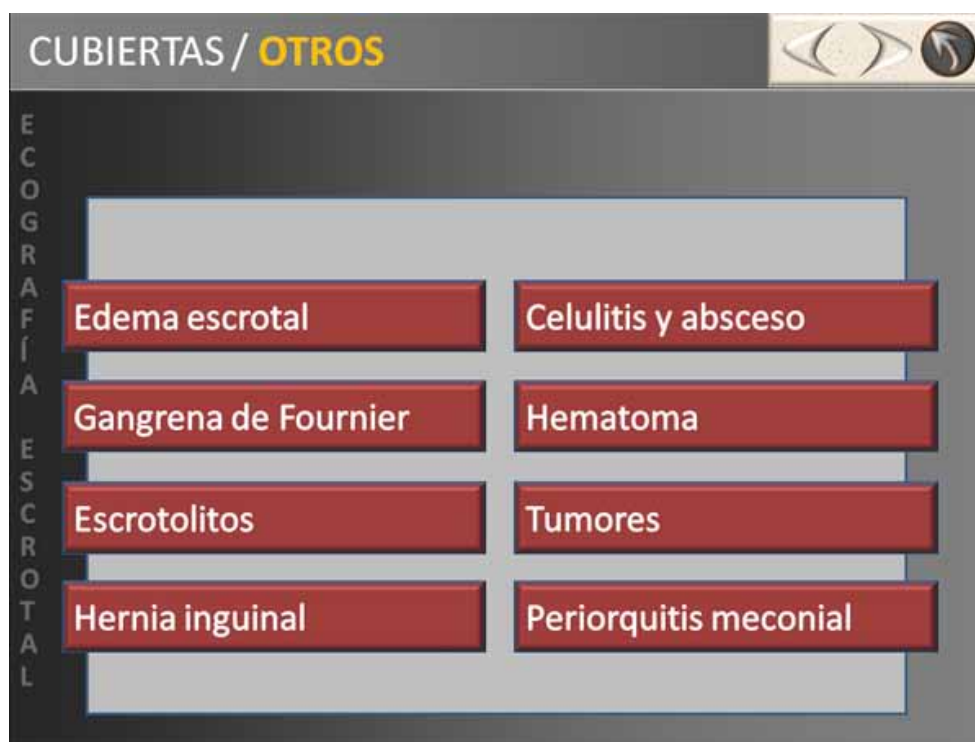 CUBIERTAS / OTROS
ECOGRAFÍA ESCROTAL
Edema escrotal
Celulitis y absceso
Gangrena de Fournier
Hematoma
Escrotolitos
Tumores
Hernia inguinal
Periorquitis meconial